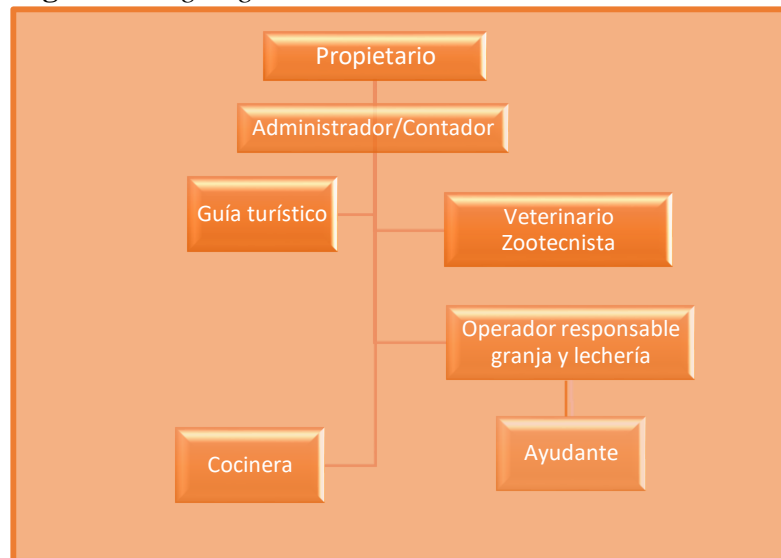 Propietario
Administrador/Contador
Guía turístico
Veterinario
Zootecnista
Operador responsable
granja y lechería
Cocinera
Ayudante